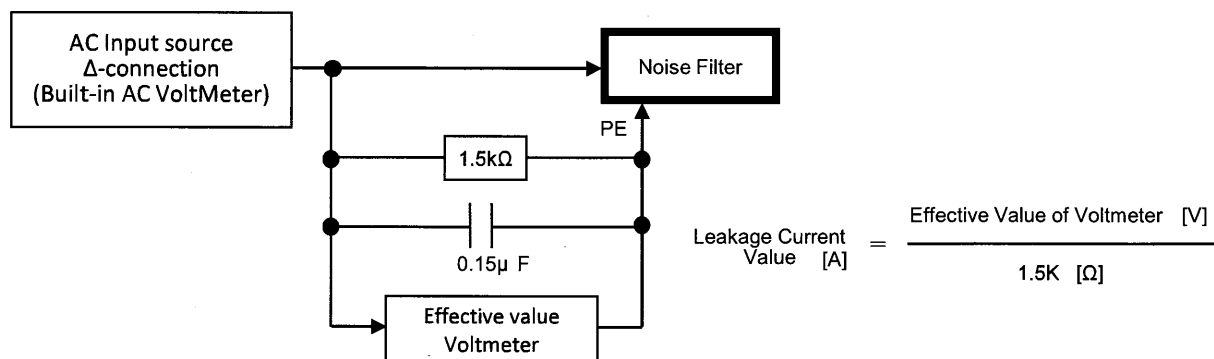 AC Input source
Δ-connection
(Built-in AC VoltMeter)
Noise Filter
PE
1.5kΩ
0.15μ F
Effective value
Voltmeter
Leakage Current
Value [A]
=
Effective Value of Voltmeter [V]
1.5K [Ω]